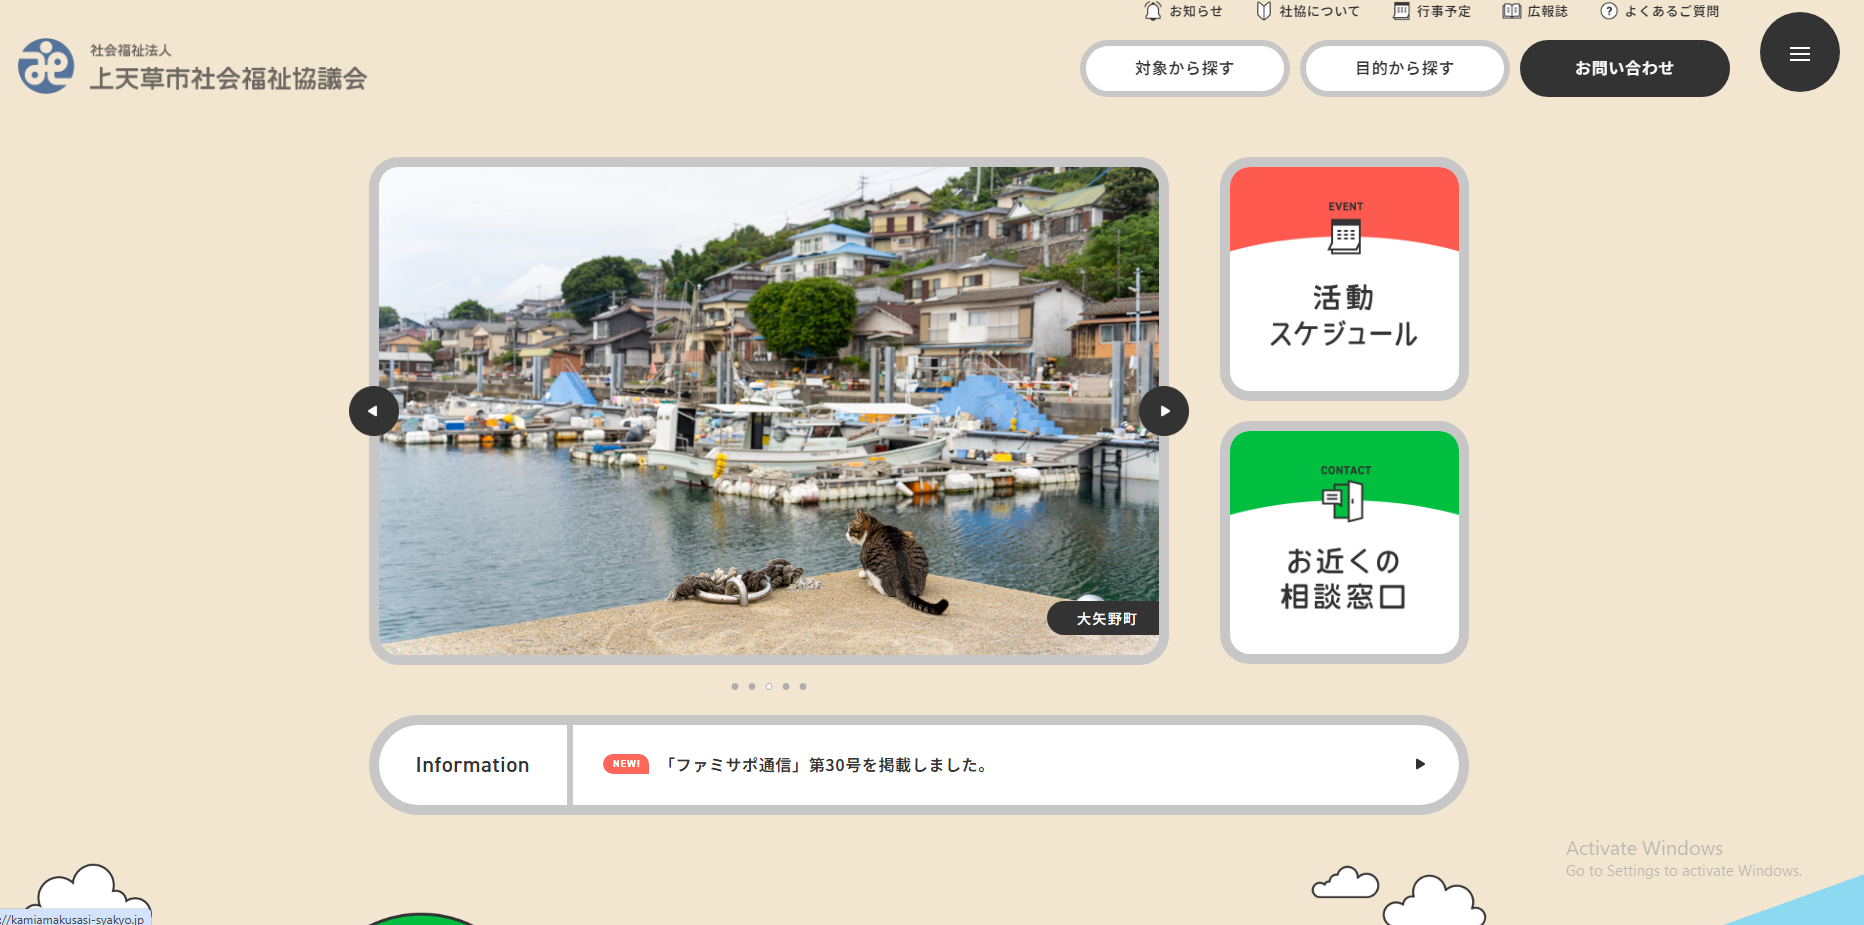 お知らせ
社協について
行事予定
広報誌
よくあるご質問
社会福祉法人
上天草市社会福祉協議会
対象から探す
目的から探す
お問い合わせ
EVENT
活動
スケジュール
CONTACT
お近くの
相談窓口
大矢野町
Information
NEW!
「ファミサポ通信」第30号を掲載しました。
Activate Windows
Go to Settings to activate Windows.
://kamiamakusasi-syakyo.jp